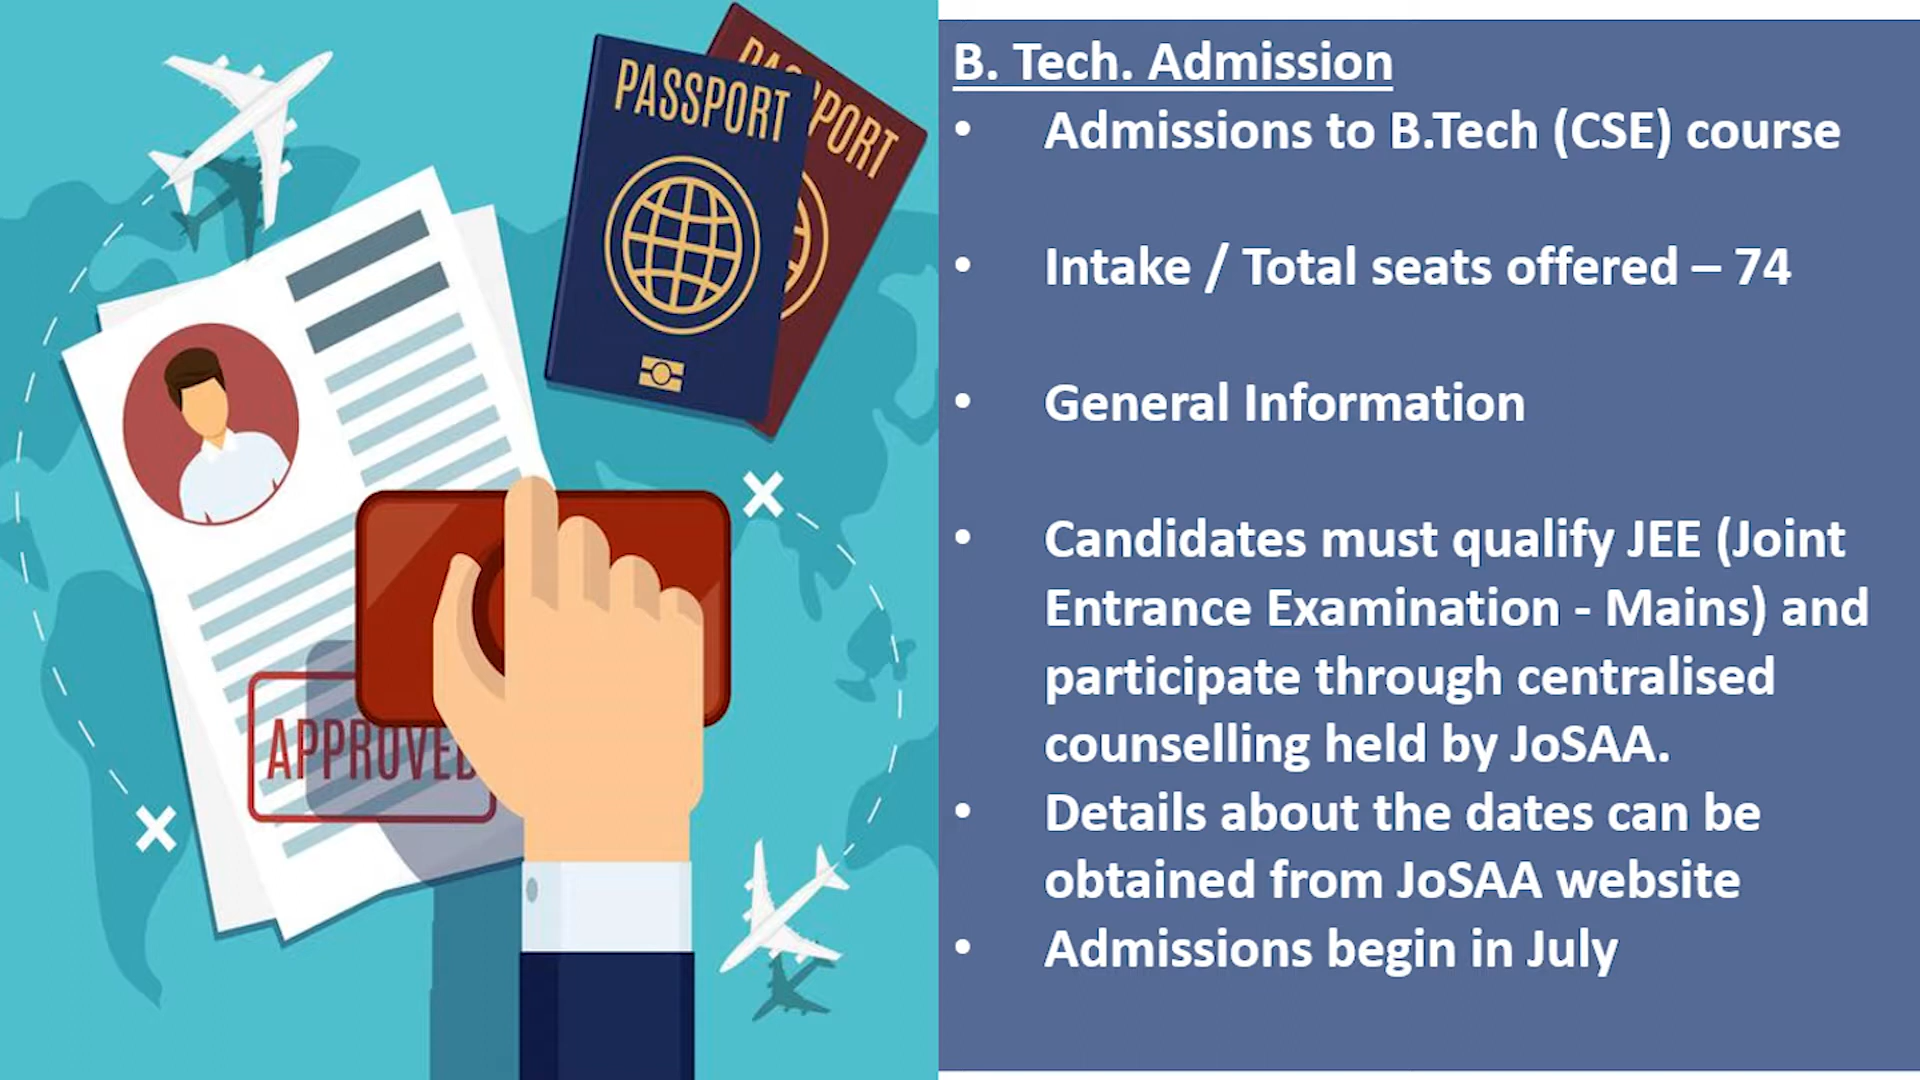 PASSPORT
APPROVED
B. Tech. Admission
• Admissions to B.Tech (CSE) course
• Intake / Total seats offered – 74
• General Information
• Candidates must qualify JEE (Joint
Entrance Examination - Mains) and
participate through centralised
counselling held by JoSAA.
• Details about the dates can be
obtained from JoSAA website
• Admissions begin in July